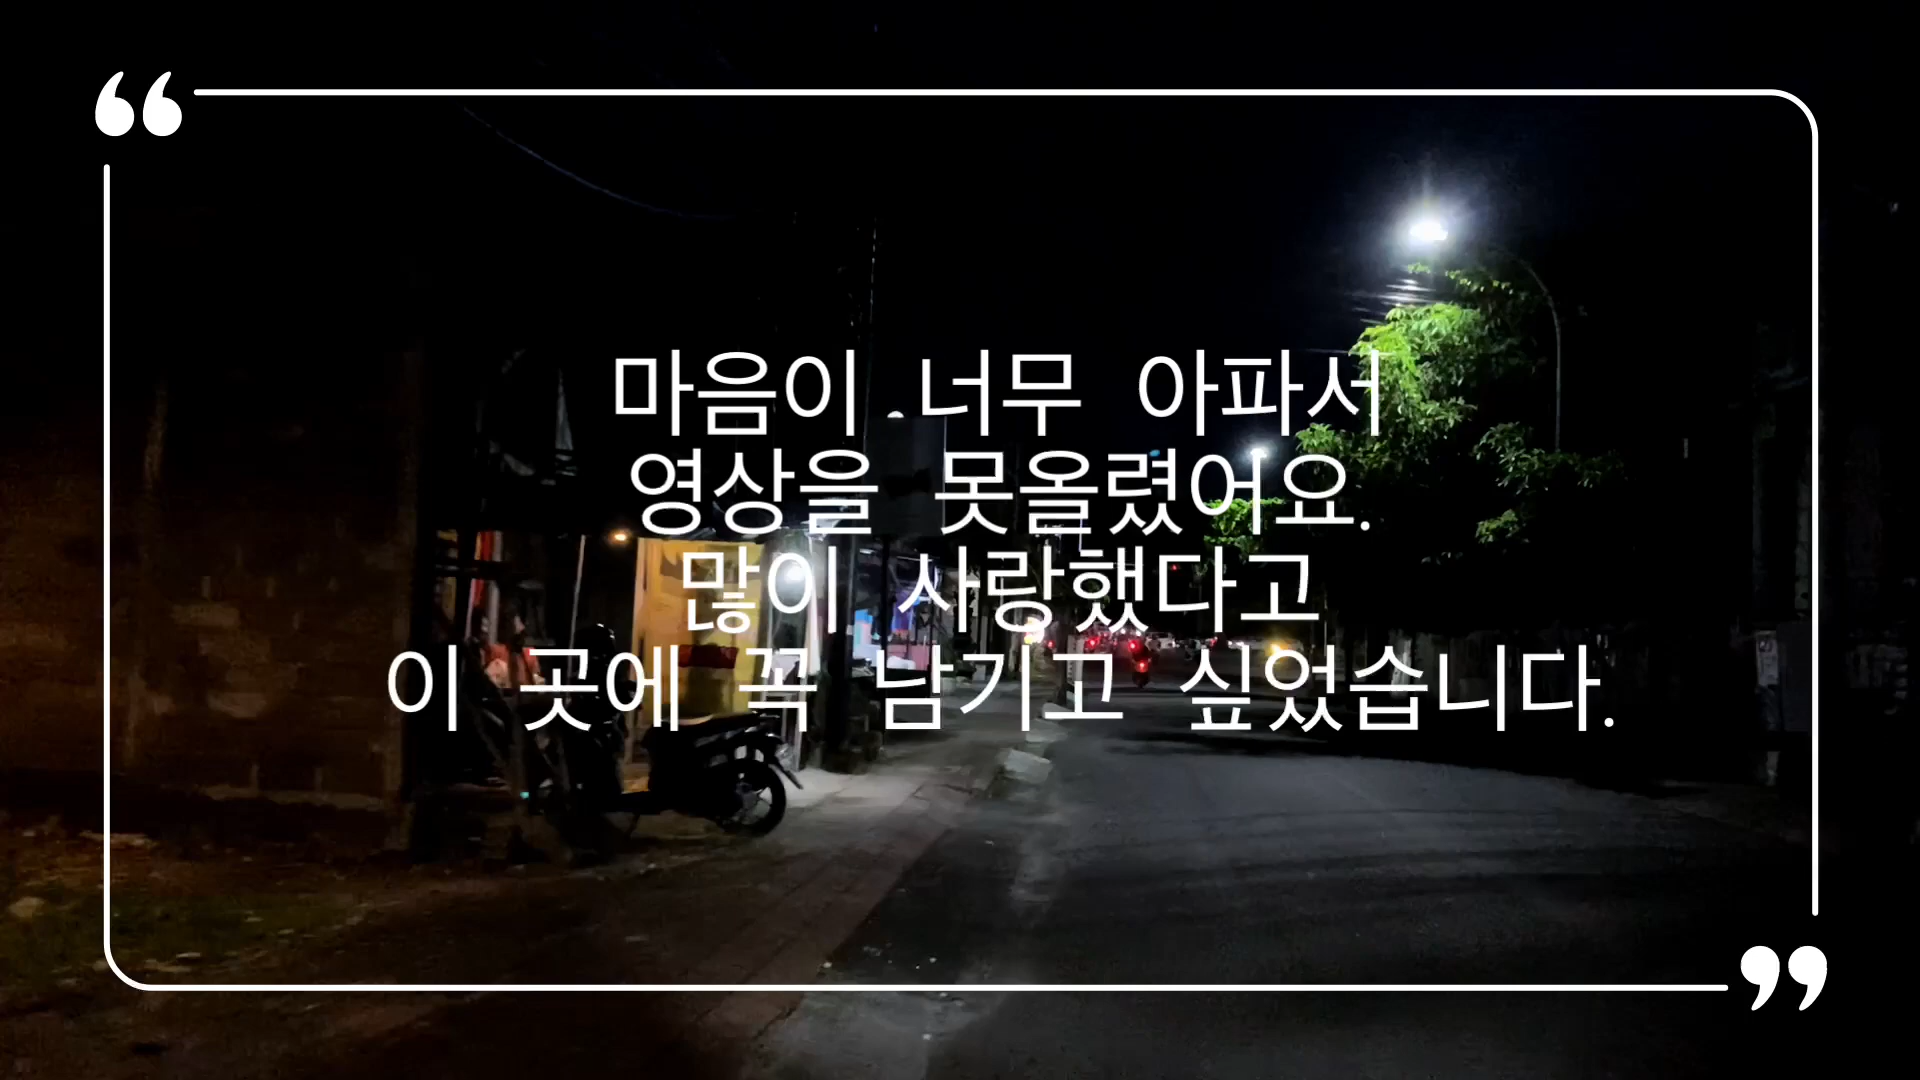 마음이 너무 아파서
영상을 못올렸어요.
많이 사랑했다고
이 곳에 꼭 남기고 싶었습니다.